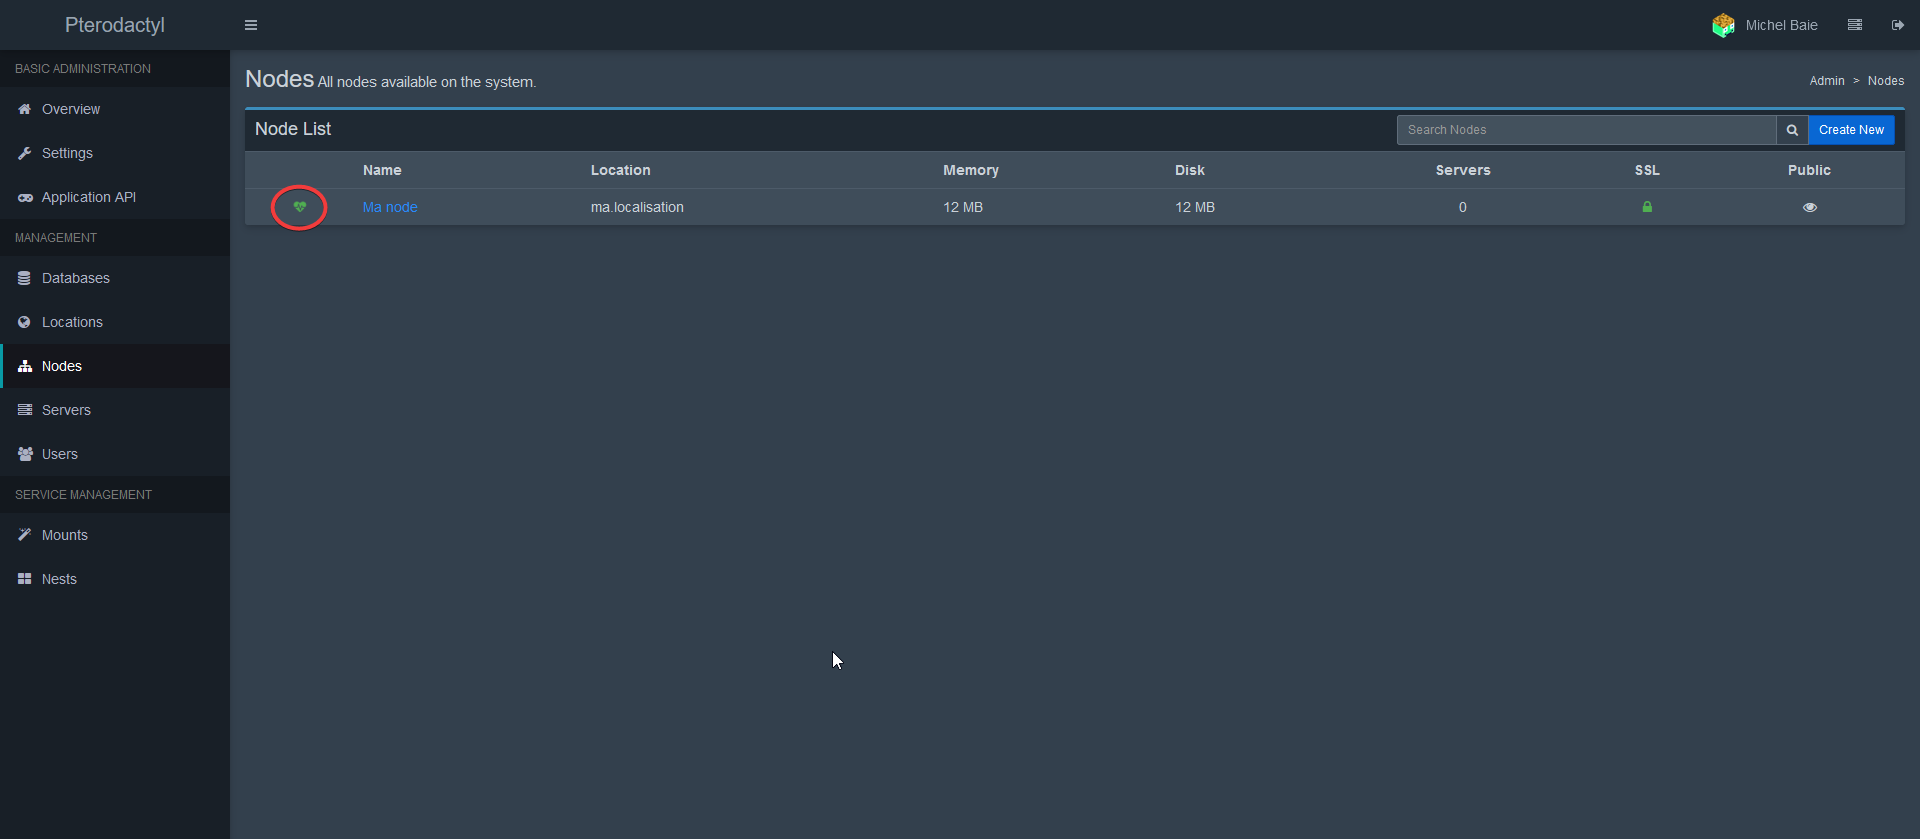 Pterodactyl
Michel Baie
BASIC ADMINISTRATION
Overview
Settings
Application API
MANAGEMENT
Databases
Locations
Nodes
Servers
Users
SERVICE MANAGEMENT
Mounts
Nests
Nodes All nodes available on the system.
Admin > Nodes
Node List
Search Nodes
Create New
Name Location Memory Disk Servers SSL Public
Ma node ma.localisation 12 MB 12 MB 0